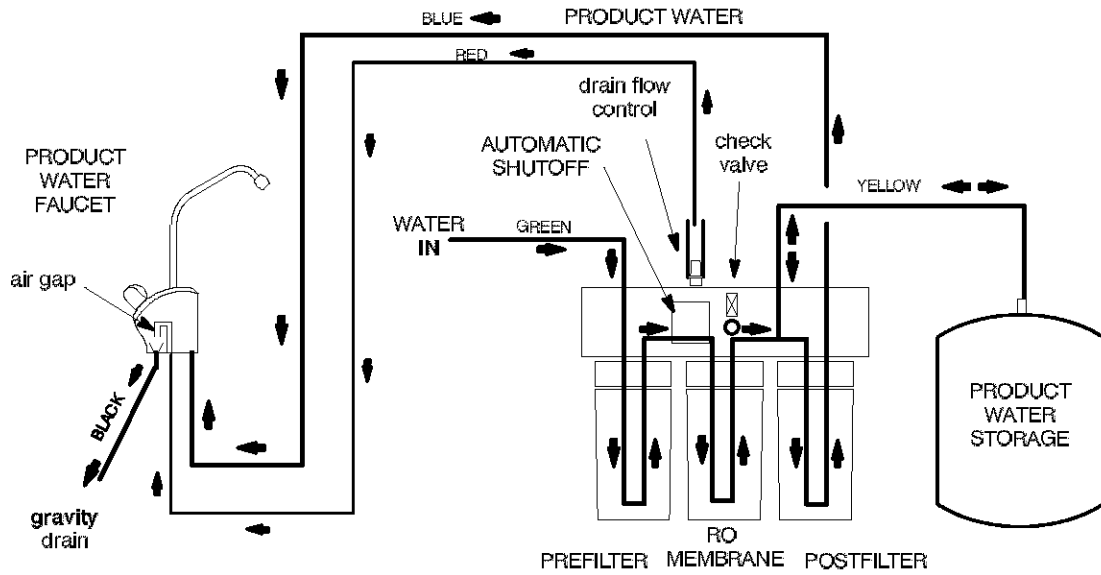 BLUE
PRODUCT WATER
RED
drain flow
control
AUTOMATIC
SHUTOFF
check
valve
PRODUCT
WATER
FAUCET
YELLOW
WATER
IN
GREEN
air gap
BLACK
PRODUCT
WATER
STORAGE
gravity
drain
PREFILTER
RO
MEMBRANE
POSTFILTER